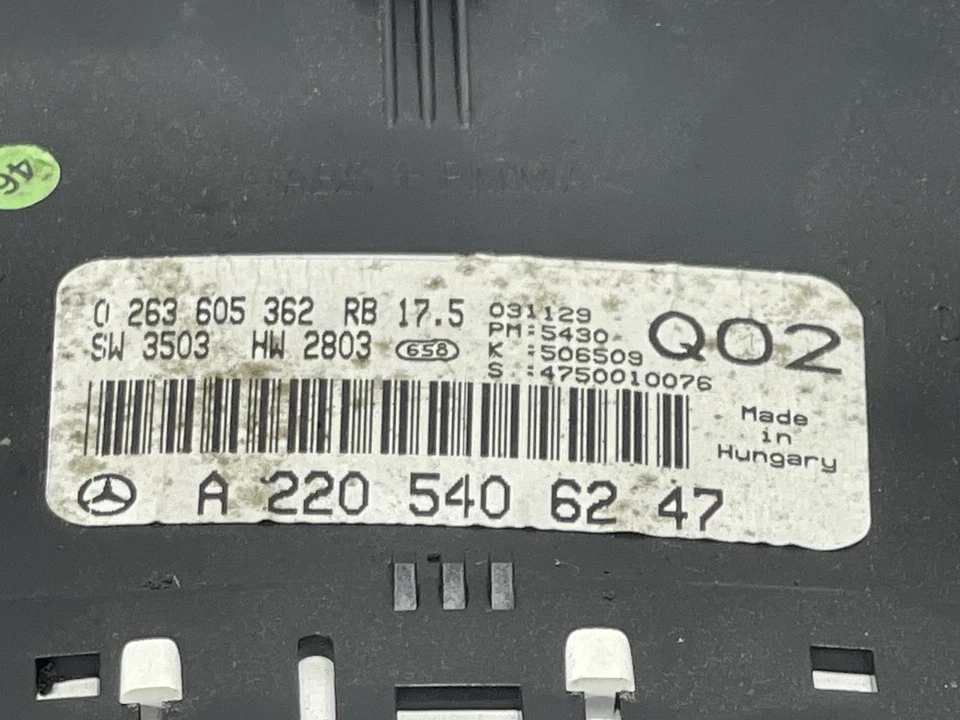 46
0 263 605 362 RB 17.5
SW 3503 HW 2803 658
031129
PM:5430
K :506509
S :4750010076
Q02
Made
in
Hungary
A 220 540 62 47